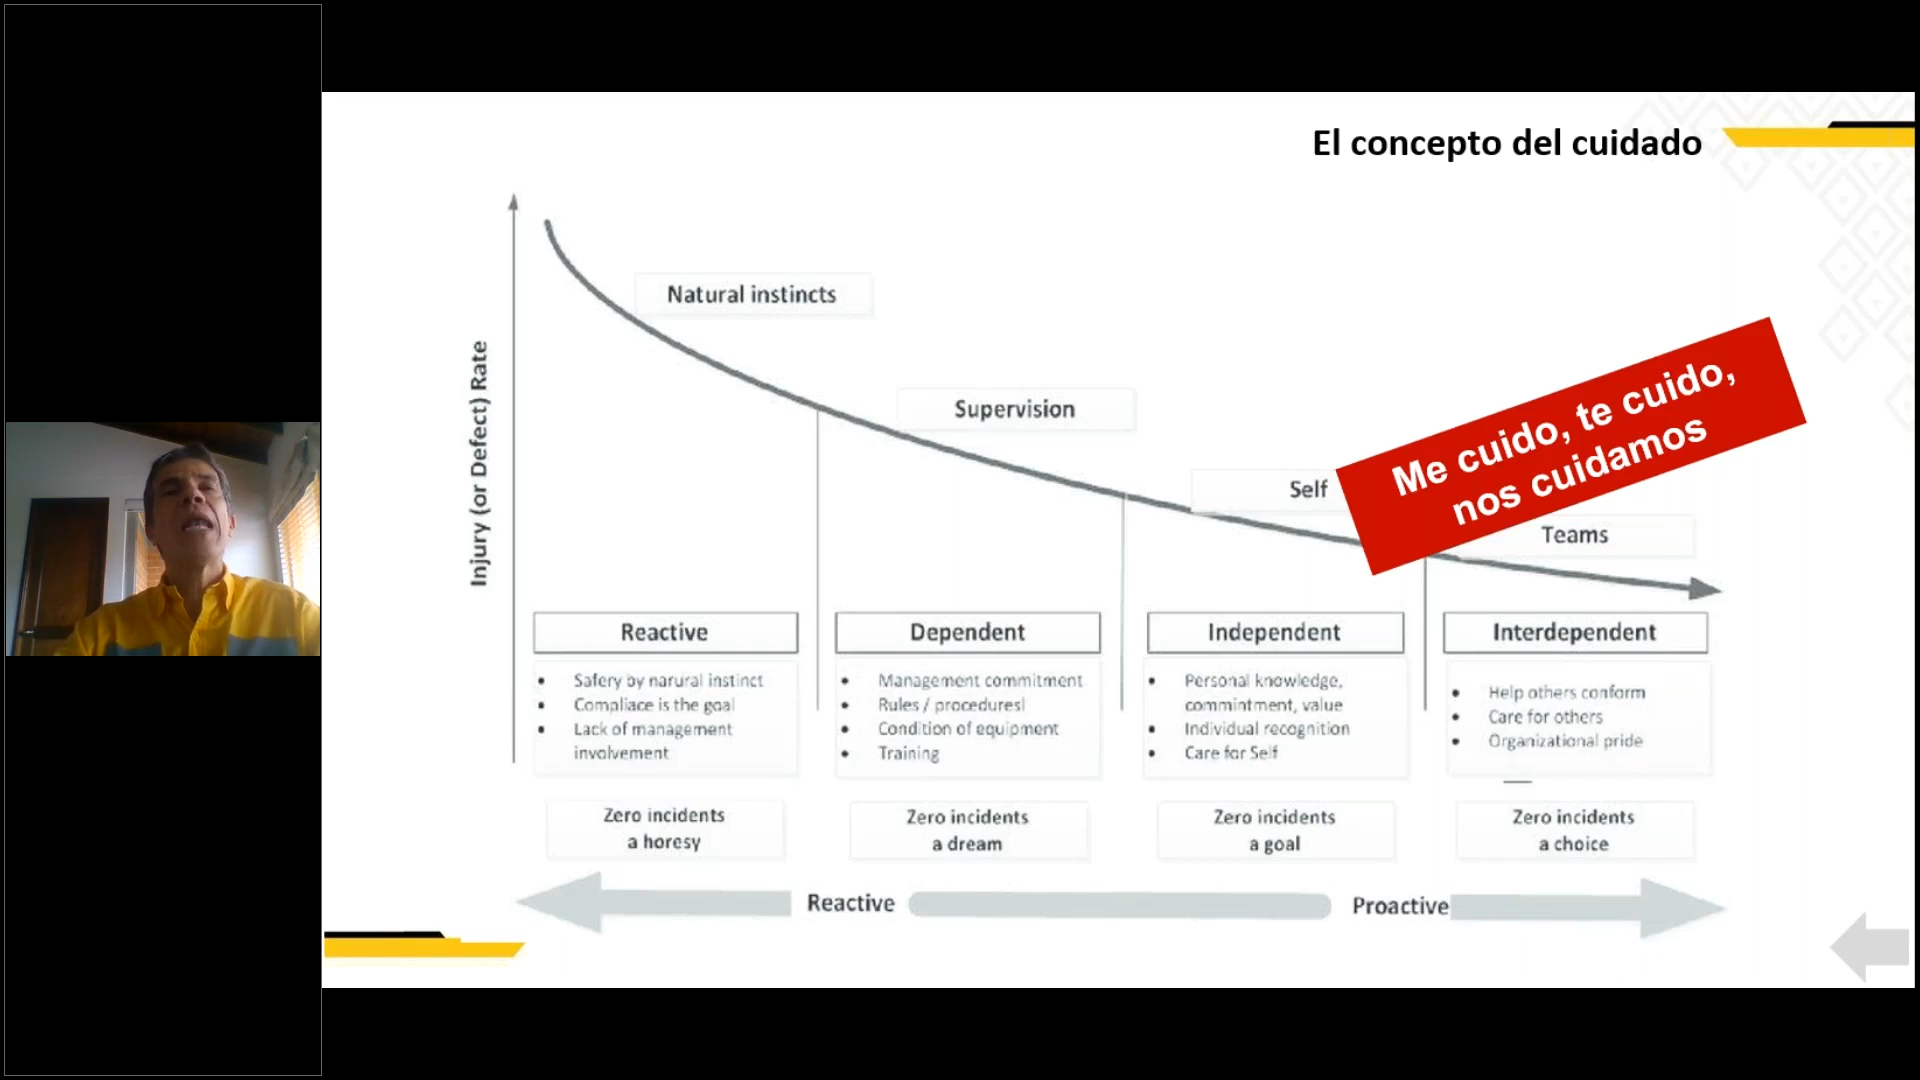 El concepto del cuidado
Injury (or Defect) Rate
Natural instincts
Supervision
Self
Me cuido, te cuido,
nos cuidamos
Teams
Reactive
Safery by narural instinct
Compliace is the goal
Lack of management
involvement
Dependent
Management commitment
Rules / proceduresl
Condition of equipment
Training
Independent
Personal knowledge,
commintment, value
Individual recognition
Care for Self
Interdependent
Help others conform
Care for others
Organizational pride
Zero incidents
a horesy
Zero incidents
a dream
Zero incidents
a goal
Zero incidents
a choice
Reactive
Proactive